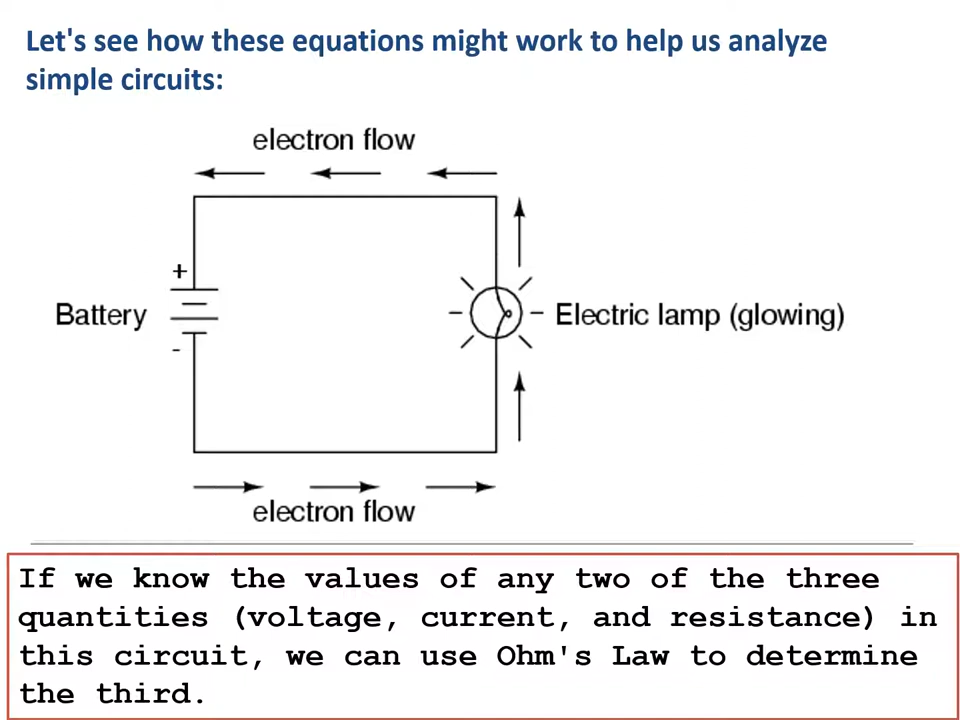 Let's see how these equations might work to help us analyze
simple circuits:
electron flow
+
Battery
-
Electric lamp (glowing)
electron flow
If we know the values of any two of the three
quantities (voltage, current, and resistance) in
this circuit, we can use Ohm's Law to determine
the third.